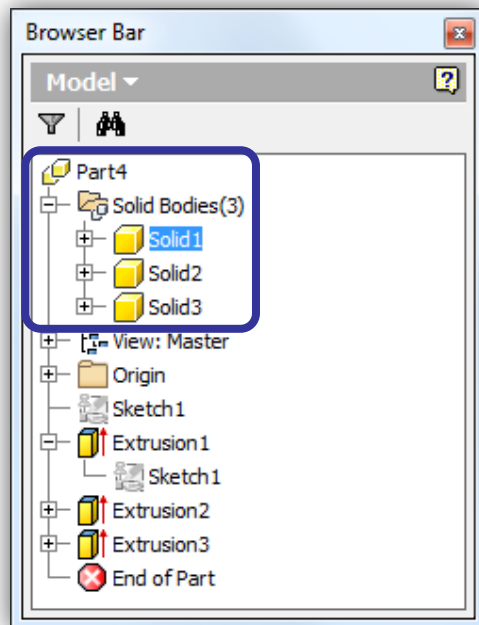 Browser Bar
Model
Part4
Solid Bodies(3)
Solid1
Solid2
Solid3
View: Master
Origin
Sketch1
Extrusion1
Sketch1
Extrusion2
Extrusion3
End of Part